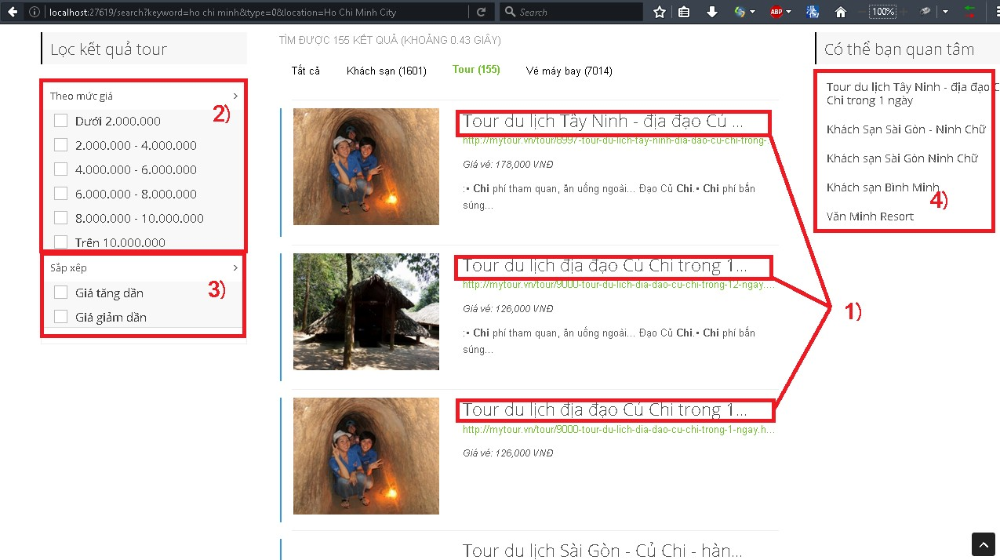 localhost:27619/search?keyword=ho chi minh&type=0&location=Ho Chi Minh City
Search
ABP
100%
Lọc kết quả tour
Theo mức giá
2)
Dưới 2.000.000
2.000.000 - 4.000.000
4.000.000 - 6.000.000
6.000.000 - 8.000.000
8.000.000 - 10.000.000
Trên 10.000.000
Sắp xếp
3)
Giá tăng dần
Giá giảm dần
TÌM ĐƯỢC 155 KẾT QUẢ (KHOẢNG 0.43 GIÂY)
Tất cả Khách sạn (1601) Tour (155) Vé máy bay (7014)
Tour du lịch Tây Ninh - địa đạo Củ ...
http://mytour.vn/tour/8997-tour-du-lich-tay-ninh-dia-dao-cu-chi-trong-...
Giá vé: 178,000 VNĐ
:• Chi phí tham quan, ăn uống ngoài... Đạo Củ Chi.• Chi phí bắn
súng...
Tour du lịch địa đạo Củ Chi trong 1...
http://mytour.vn/tour/9000-tour-du-lich-dia-dao-cu-chi-trong-12-ngay....
Giá vé: 126,000 VNĐ
:• Chi phí tham quan, ăn uống ngoài... Đạo Củ Chi.• Chi phí bắn
súng...
1)
Tour du lịch địa đạo Củ Chi trong 1...
http://mytour.vn/tour/9000-tour-du-lich-dia-dao-cu-chi-trong-1-ngay.h...
Giá vé: 126,000 VNĐ
Tour du lịch Sài Gòn - Củ Chi - hàn...
Có thể bạn quan tâm
Tour du lịch Tây Ninh - địa đạo C
Chi trong 1 ngày
Khách Sạn Sài Gòn - Ninh Chữ
Khách sạn Sài Gòn Ninh Chữ
Khách sạn Bình Minh
4)
Văn Minh Resort